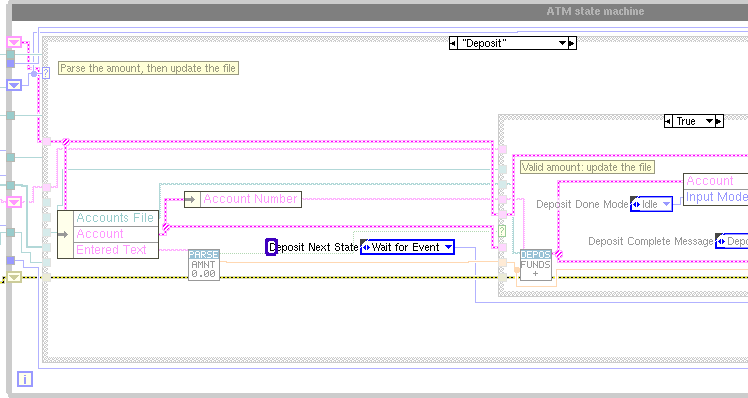 ATM state machine
"Deposit"
Parse the amount, then update the file
True
Valid amount: update the file
Account Number
Account
Input Mode
Deposit Done Mode
Idle
Accounts File
Account
Entered Text
Deposit Next State
Wait for Event
Deposit Complete Message
Depo
PARSE
AMNT
0.00
DEPOS
FUNDS
+
?
?
i